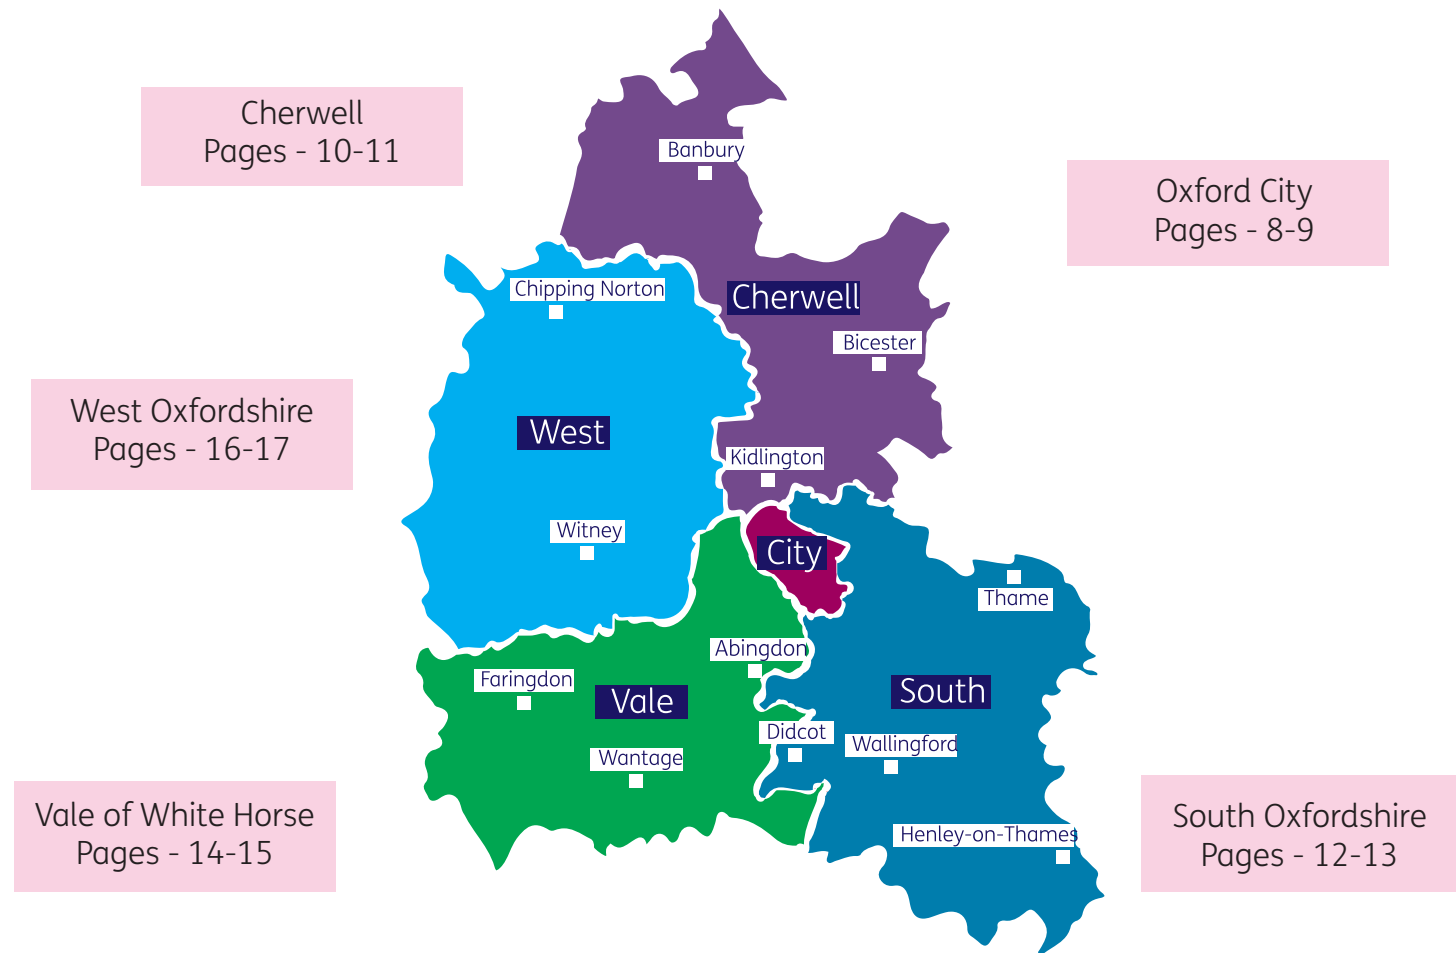 Cherwell
Pages - 10-11
Banbury
Oxford City
Pages - 8-9
Chipping Norton
Cherwell
Bicester
West Oxfordshire
Pages - 16-17
West
Kidlington
Witney
City
Thame
Abingdon
Faringdon
Vale
South
Didcot
Wallingford
Wantage
Vale of White Horse
Pages - 14-15
Henley-on-Thames
South Oxfordshire
Pages - 12-13